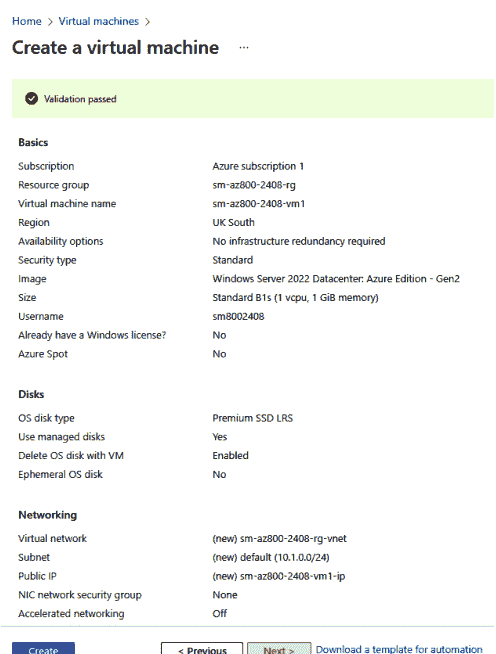 Home > Virtual machines >
Create a virtual machine ...
Validation passed
Basics
Subscription Azure subscription 1
Resource group sm-az800-2408-rg
Virtual machine name sm-az800-2408-vm1
Region UK South
Availability options No infrastructure redundancy required
Security type Standard
Image Windows Server 2022 Datacenter: Azure Edition - Gen2
Size Standard B1s (1 vcpu, 1 GiB memory)
Username sm8002408
Already have a Windows license? No
Azure Spot No
Disks
OS disk type Premium SSD LRS
Use managed disks Yes
Delete OS disk with VM Enabled
Ephemeral OS disk No
Networking
Virtual network (new) sm-az800-2408-rg-vnet
Subnet (new) default (10.1.0.0/24)
Public IP (new) sm-az800-2408-vm1-ip
NIC network security group None
Accelerated networking Off
Create < Previous Next > Download a template for automation